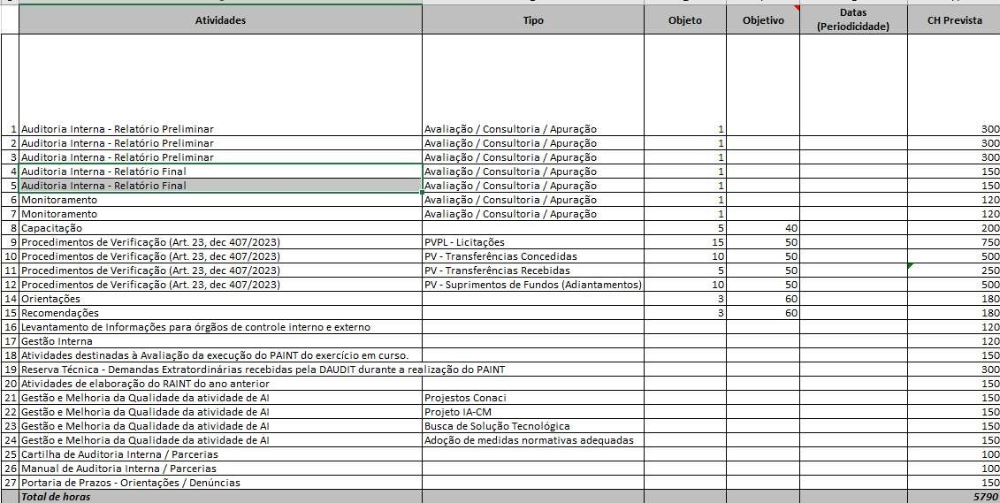 Atividades Tipo Objeto Objetivo Datas (Periodicidade) CH Prevista
1 Auditoria Interna - Relatório Preliminar Avaliação / Consultoria / Apuração 1 300
2 Auditoria Interna - Relatório Preliminar Avaliação / Consultoria / Apuração 1 300
3 Auditoria Interna - Relatório Preliminar Avaliação / Consultoria / Apuração 1 300
4 Auditoria Interna - Relatório Final Avaliação / Consultoria / Apuração 1 150
5 Auditoria Interna - Relatório Final Avaliação / Consultoria / Apuração 1 150
6 Monitoramento Avaliação / Consultoria / Apuração 1 120
7 Monitoramento Avaliação / Consultoria / Apuração 1 120
8 Capacitação 5 40 200
9 Procedimentos de Verificação (Art. 23, dec 407/2023) PVPL - Licitações 15 50 750
10 Procedimentos de Verificação (Art. 23, dec 407/2023) PV - Transferências Concedidas 10 50 500
11 Procedimentos de Verificação (Art. 23, dec 407/2023) PV - Transferências Recebidas 5 50 250
12 Procedimentos de Verificação (Art. 23, dec 407/2023) PV - Suprimentos de Fundos (Adiantamentos) 10 50 500
14 Orientações 3 60 180
15 Recomendações 3 60 180
16 Levantamento de Informações para órgãos de controle interno e externo 120
17 Gestão Interna 120
18 Atividades destinadas à Avaliação da execução do PAINT do exercício em curso. 150
19 Reserva Técnica - Demandas Extratordinárias recebidas pela DAUDIT durante a realização do PAINT 300
20 Atividades de elaboração do RAINT do ano anterior 150
21 Gestão e Melhoria da Qualidade da atividade de AI Projestos Conaci 150
22 Gestão e Melhoria da Qualidade da atividade de AI Projeto IA-CM 150
23 Gestão e Melhoria da Qualidade da atividade de AI Busca de Solução Tecnológica 150
24 Gestão e Melhoria da Qualidade da atividade de AI Adoção de medidas normativas adequadas 150
25 Cartilha de Auditoria Interna / Parcerias 100
26 Manual de Auditoria Interna / Parcerias 100
27 Portaria de Prazos - Orientações / Denúncias 150
Total de horas 5790